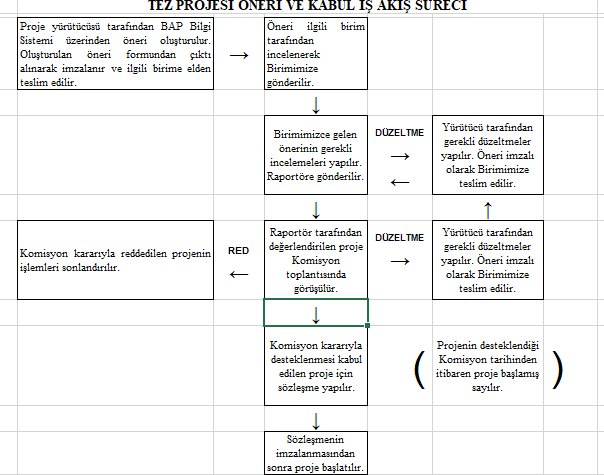 TEZ PROJESİ ÖNERİ VE KABUL İŞ AKIŞ SÜRECİ
Proje yürütücüsü tarafından BAP Bilgi
Sistemi üzerinden öneri oluşturulur.
Oluşturulan öneri formundan çıktı
alınarak imzalanır ve ilgili birime elden
teslim edilir.
→
Öneri ilgili birim
tarafından
incelenerek
Birimimize
gönderilir.
↓
Birimimizce gelen
önerinin gerekli
incelemeleri yapılır.
Raportöre gönderilir.
DÜZELTME
→
←
Yürütücü tarafından
gerekli düzeltmeler
yapılır. Öneri imzalı
olarak Birimimize
teslim edilir.
↓
↑
Komisyon kararıyla reddedilen projenin
işlemleri sonlandırılır.
RED
←
Raportör tarafından
değerlendirilen proje
Komisyon
toplantısında
görüşülür.
DÜZELTME
→
Yürütücü tarafından
gerekli düzeltmeler
yapılır. Öneri imzalı
olarak Birimimize
teslim edilir.
↓
Komisyon kararıyla
desteklenmesi kabul
edilen proje için
sözleşme yapılır.
( Projenin desteklendiği
Komisyon tarihinden
itibaren proje başlamış
sayılır. )
↓
Sözleşmenin
imzalanmasından
sonra proje başlatılır.